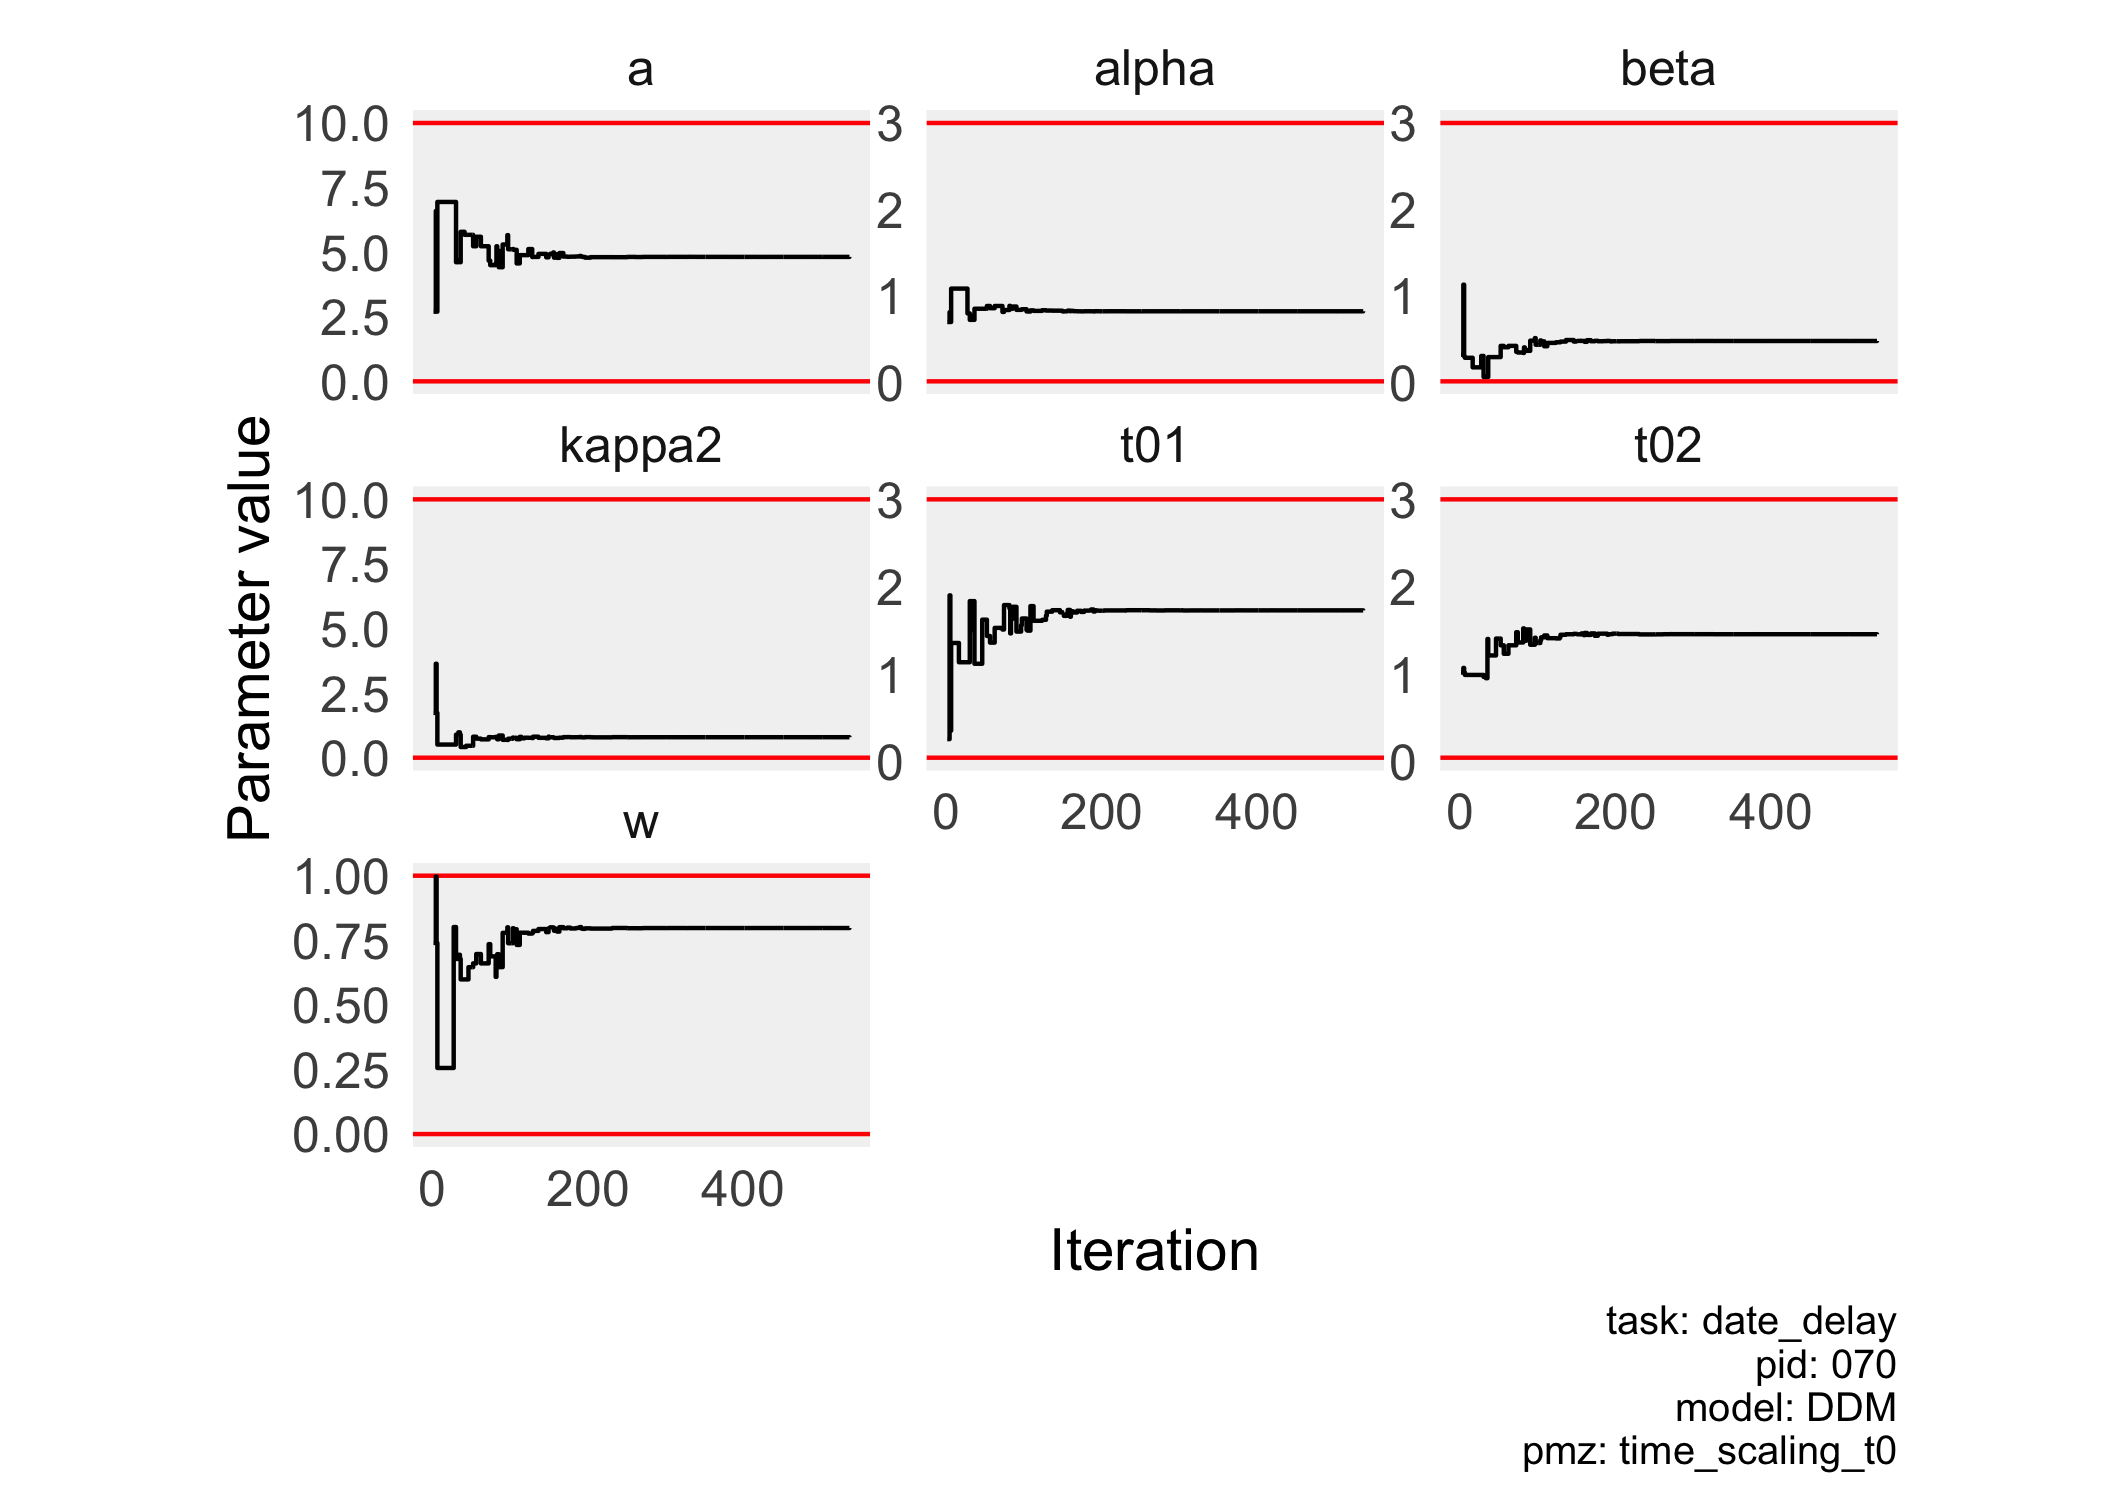 a alpha beta
10.0 3 3
7.5 2 2
5.0 1 1
2.5 0 0
0.0
kappa2 t01 t02
10.0 3 3
7.5 2 2
5.0 1 1
2.5 0 0
0.0
0 200 400 0 200 400
w
1.00
0.75
0.50
0.25
0.00
0 200 400
Parameter value
Iteration
task: date_delay
pid: 070
model: DDM
pmz: time_scaling_t0